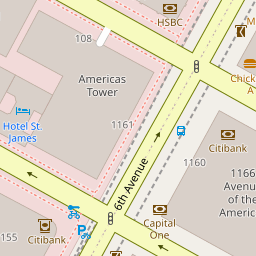 HSBC
108
Americas
Tower
Chick
A
Hotel St.
James
1161
6th Avenue
Citibank
1160
1166
Avenu
of the
Americ
Capital
One
155
Citibank